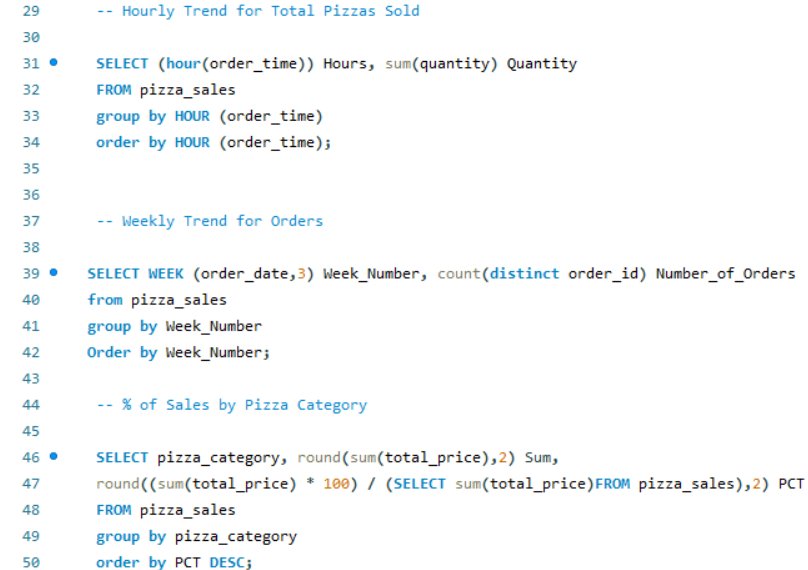 29 -- Hourly Trend for Total Pizzas Sold
30
31 SELECT (hour(order_time)) Hours, sum(quantity) Quantity
32 FROM pizza_sales
33 group by HOUR (order_time)
34 order by HOUR (order_time);
35
36
37 -- Weekly Trend for Orders
38
39 SELECT WEEK (order_date,3) Week_Number, count(distinct order_id) Number_of_Orders
40 from pizza_sales
41 group by Week_Number
42 Order by Week_Number;
43
44 -- % of Sales by Pizza Category
45
46 SELECT pizza_category, round(sum(total_price),2) Sum,
47 round((sum(total_price) * 100) / (SELECT sum(total_price)FROM pizza_sales),2) PCT
48 FROM pizza_sales
49 group by pizza_category
50 order by PCT DESC;